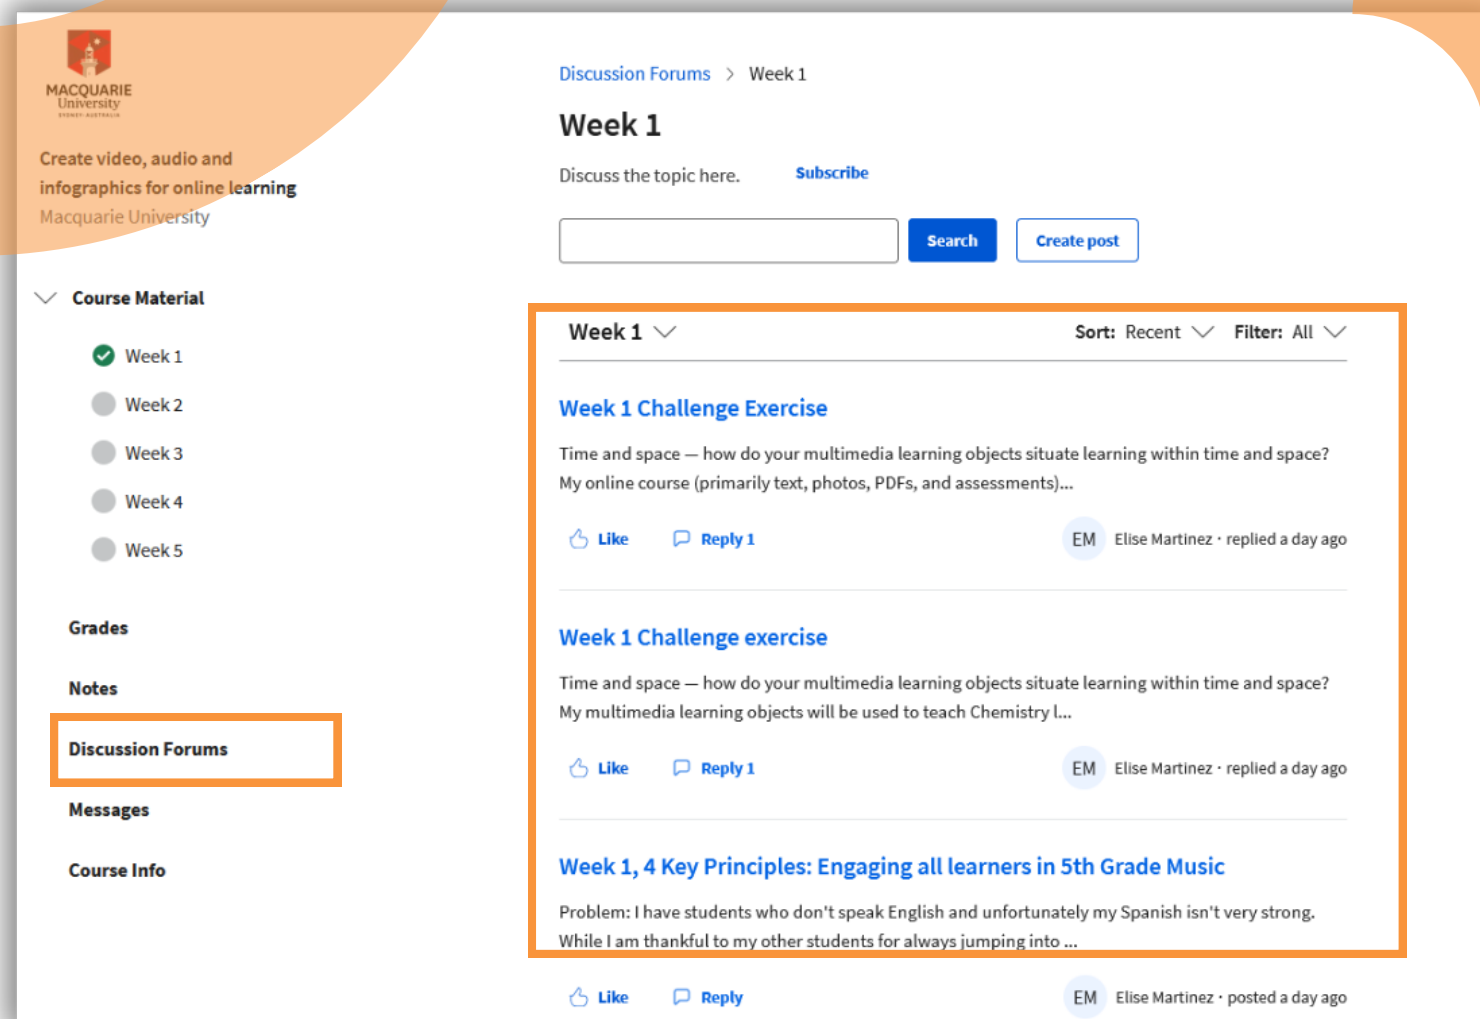 MACQUARIE
University
SYDNEY·AUSTRALIA
Create video, audio and
infographics for online learning
Macquarie University
Course Material
Week 1
Week 2
Week 3
Week 4
Week 5
Grades
Notes
Discussion Forums
Messages
Course Info
Discussion Forums > Week 1
Week 1
Discuss the topic here. Subscribe
Search Create post
Week 1 Sort: Recent Filter: All
Week 1 Challenge Exercise
Time and space — how do your multimedia learning objects situate learning within time and space?
My online course (primarily text, photos, PDFs, and assessments)...
Like Reply 1 EM Elise Martinez · replied a day ago
Week 1 Challenge exercise
Time and space — how do your multimedia learning objects situate learning within time and space?
My multimedia learning objects will be used to teach Chemistry l...
Like Reply 1 EM Elise Martinez · replied a day ago
Week 1, 4 Key Principles: Engaging all learners in 5th Grade Music
Problem: I have students who don't speak English and unfortunately my Spanish isn't very strong.
While I am thankful to my other students for always jumping into ...
Like Reply EM Elise Martinez · posted a day ago